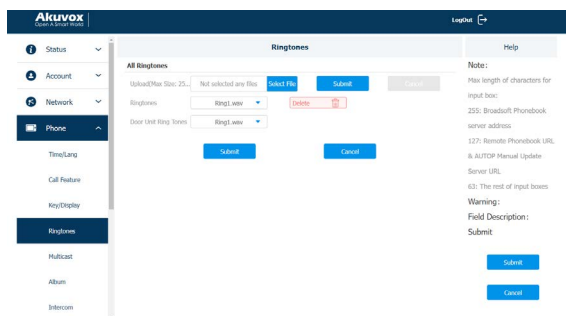 Akuvox
Open A Smart World
LogOut
Status
Account
Network
Phone
Time/Lang
Call Feature
Key/Display
Ringtones
Multicast
Album
Intercom
Ringtones
All Ringtones
Upload(Max Size: 25...
Not selected any files
Select File
Submit
Cancel
Ringtones
Ring1.wav
Delete
Door Unit Ring Tones
Ring1.wav
Submit
Cancel
Help
Note:
Max length of characters for
input box:
255: Broadsoft Phonebook
server address
127: Remote Phonebook URL
& AUTOP Manual Update
Server URL
63: The rest of input boxes
Warning:
Field Description:
Submit
Submit
Cancel